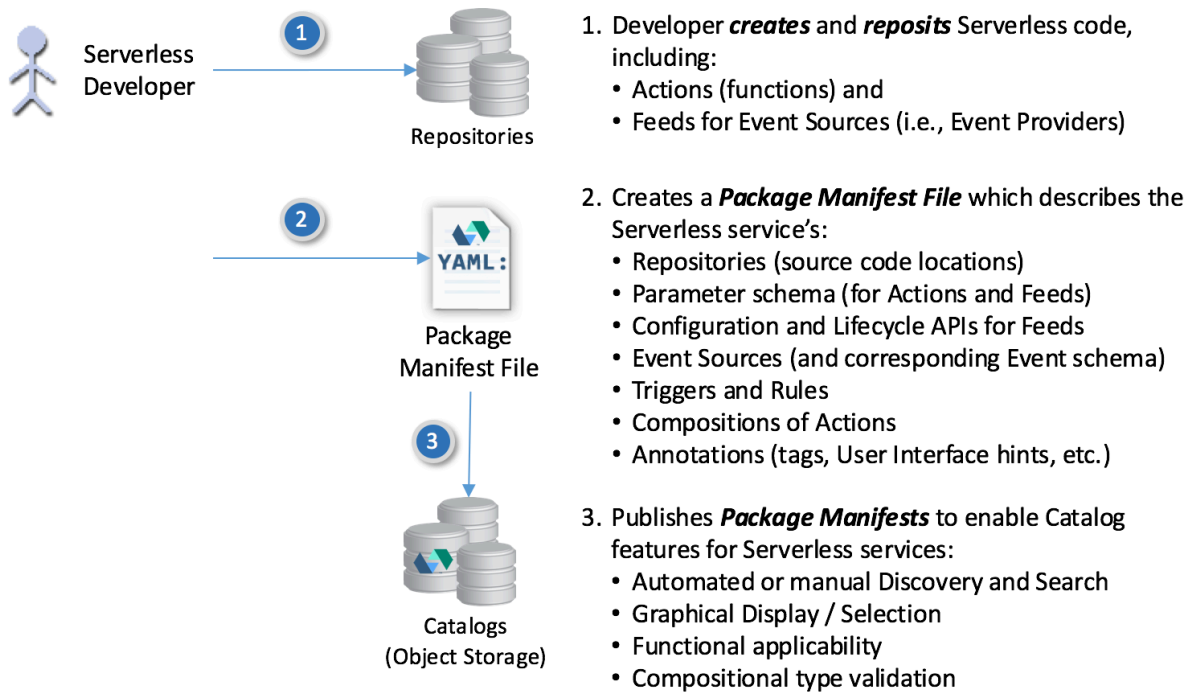 Serverless
Developer
1
Repositories
2
YAML:
Package
Manifest File
3
Catalogs
(Object Storage)
1. Developer creates and reposits Serverless code,
including:
• Actions (functions) and
• Feeds for Event Sources (i.e., Event Providers)
2. Creates a Package Manifest File which describes the
Serverless service’s:
• Repositories (source code locations)
• Parameter schema (for Actions and Feeds)
• Configuration and Lifecycle APIs for Feeds
• Event Sources (and corresponding Event schema)
• Triggers and Rules
• Compositions of Actions
• Annotations (tags, User Interface hints, etc.)
3. Publishes Package Manifests to enable Catalog
features for Serverless services:
• Automated or manual Discovery and Search
• Graphical Display / Selection
• Functional applicability
• Compositional type validation